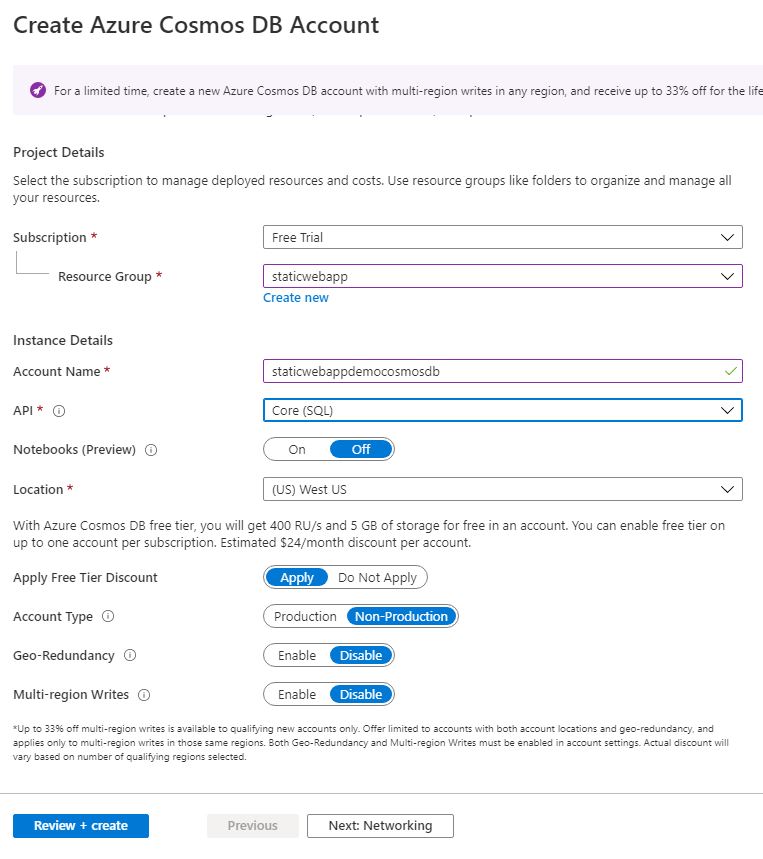 Create Azure Cosmos DB Account
For a limited time, create a new Azure Cosmos DB account with multi-region writes in any region, and receive up to 33% off for the life
Project Details
Select the subscription to manage deployed resources and costs. Use resource groups like folders to organize and manage all
your resources.
Subscription * Free Trial
Resource Group * staticwebapp
Create new
Instance Details
Account Name * staticwebappdemocosmosdb
API * Core (SQL)
Notebooks (Preview) On Off
Location * (US) West US
With Azure Cosmos DB free tier, you will get 400 RU/s and 5 GB of storage for free in an account. You can enable free tier on
up to one account per subscription. Estimated $24/month discount per account.
Apply Free Tier Discount Apply Do Not Apply
Account Type Production Non-Production
Geo-Redundancy Enable Disable
Multi-region Writes Enable Disable
*Up to 33% off multi-region writes is available to qualifying new accounts only. Offer limited to accounts with both account locations and geo-redundancy, and
applies only to multi-region writes in those same regions. Both Geo-Redundancy and Multi-region Writes must be enabled in account settings. Actual discount will
vary based on number of qualifying regions selected.
Review + create Previous Next: Networking